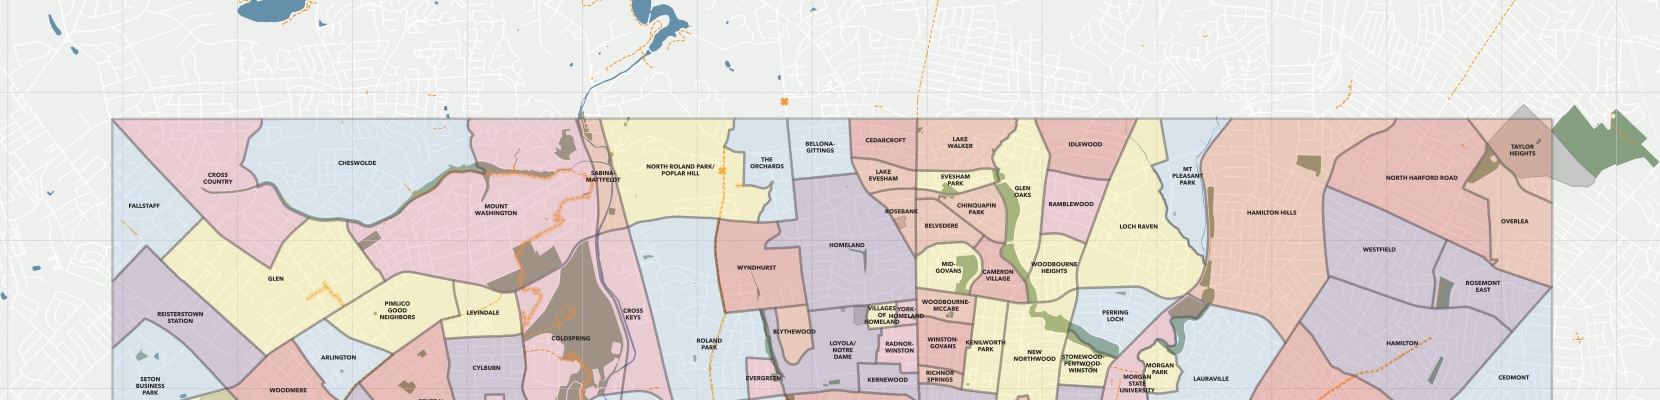 CHESWOLDE
CROSS
COUNTRY
FALLSTAFF
MOUNT
WASHINGTON
SABINA-
MATTFELDT
NORTH ROLAND PARK/
POPLAR HILL
THE
ORCHARDS
BELLONA-
GITTINGS
CEDARCROFT
LAKE
WALKER
IDLEWOOD
LAKE
EVESHAM
EVESHAM
PARK
GLEN
OAKS
MT
PLEASANT
PARK
TAYLOR
HEIGHTS
NORTH HARFORD ROAD
ROSEBANK
CHINQUAPIN
PARK
RAMBLEWOOD
HAMILTON HILLS
BELVEDERE
LOCH RAVEN
OVERLEA
HOMELAND
WESTFIELD
GLEN
WYNDHURST
MID-
GOVANS
CAMERON
VILLAGE
WOODBOURNE
HEIGHTS
ROSEMONT
EAST
REISTERSTOWN
STATION
PIMLICO
GOOD
NEIGHBORS
LEVINDALE
CROSS
KEYS
VILLAGES
OF
HOMELAND
YORK-
HOMELAND
WOODBOURNE-
MCCABE
PERRING
LOCH
COLDSPRING
ROLAND
PARK
BLYTHEWOOD
LOYOLA/
NOTRE
DAME
RADNOR-
WINSTON
WINSTON-
GOVANS
KENILWORTH
PARK
NEW
NORTHWOOD
STONEWOOD-
PENTWOOD-
WINSTON
HAMILTON
ARLINGTON
CYLBURN
EVERGREEN
KERNEWOOD
RICHNOR
SPRINGS
MORGAN
PARK
MORGAN
STATE
UNIVERSITY
LAURAVILLE
CEDMONT
SETON
BUSINESS
PARK
WOODMERE